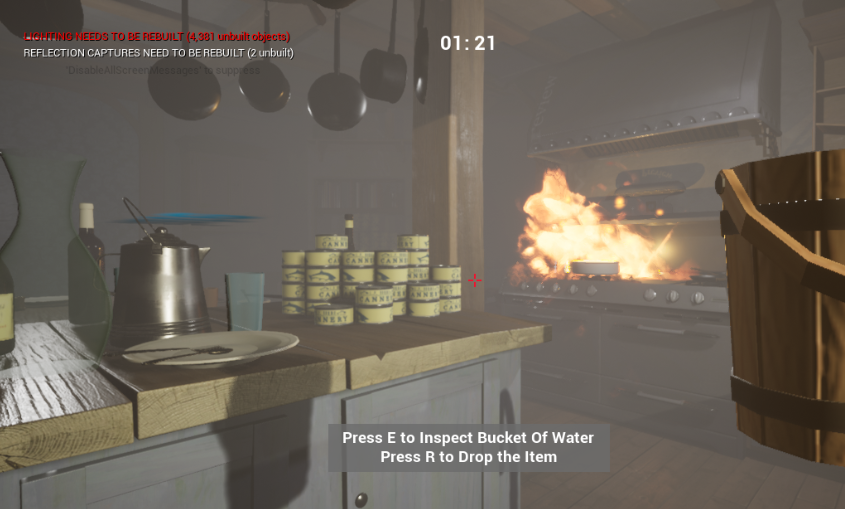 LIGHTING NEEDS TO BE REBUILT (4,381 unbuilt objects)
REFLECTION CAPTURES NEED TO BE REBUILT (2 unbuilt)
"DisableAllScreenMessages" to suppress
01:21
CANNERY
Press E to Inspect Bucket Of Water
Press R to Drop the Item